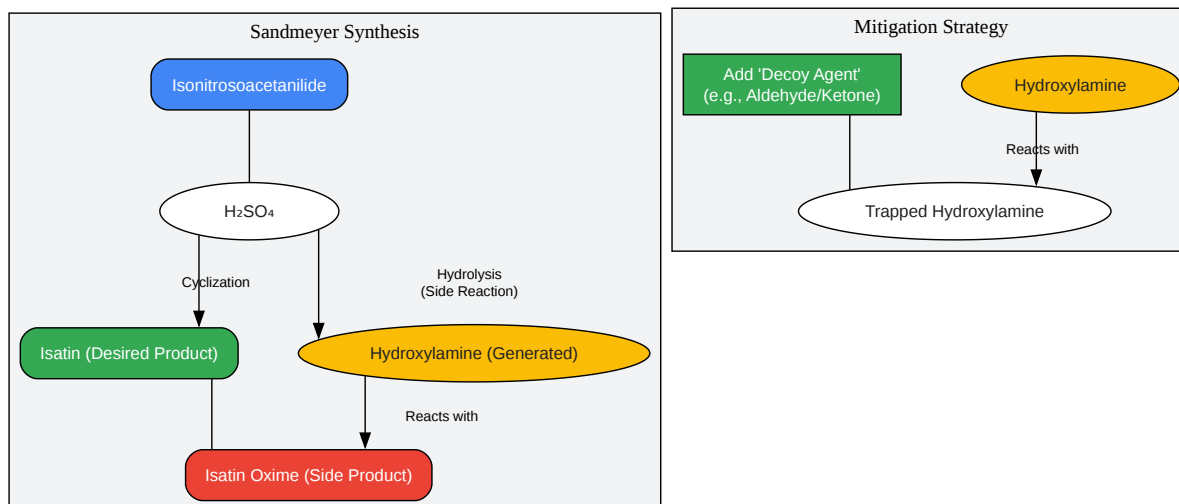 Sandmeyer Synthesis
Isonitrosoacetanilide
H₂SO₄
Cyclization
Hydrolysis
(Side Reaction)
Isatin (Desired Product)
Hydroxylamine (Generated)
Reacts with
Isatin Oxime (Side Product)
Mitigation Strategy
Add 'Decoy Agent'
(e.g., Aldehyde/Ketone)
Hydroxylamine
Reacts with
Trapped Hydroxylamine